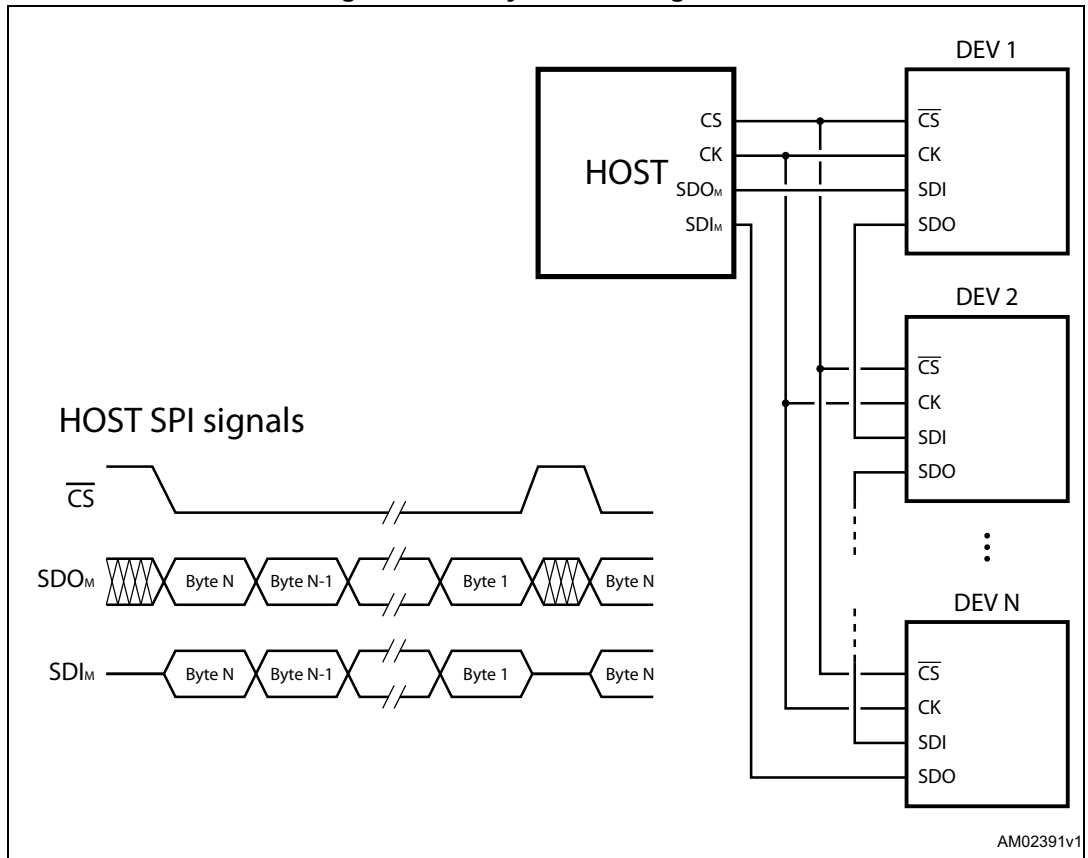 DEV 1
HOST
CS
CK
SDOM
SDIM
CS
CK
SDI
SDO
DEV 2
CS
CK
SDI
SDO
HOST SPI signals
CS
SDOM
Byte N
Byte N-1
Byte 1
Byte N
SDIM
Byte N
Byte N-1
Byte 1
Byte N
DEV N
CS
CK
SDI
SDO
AM02391v1